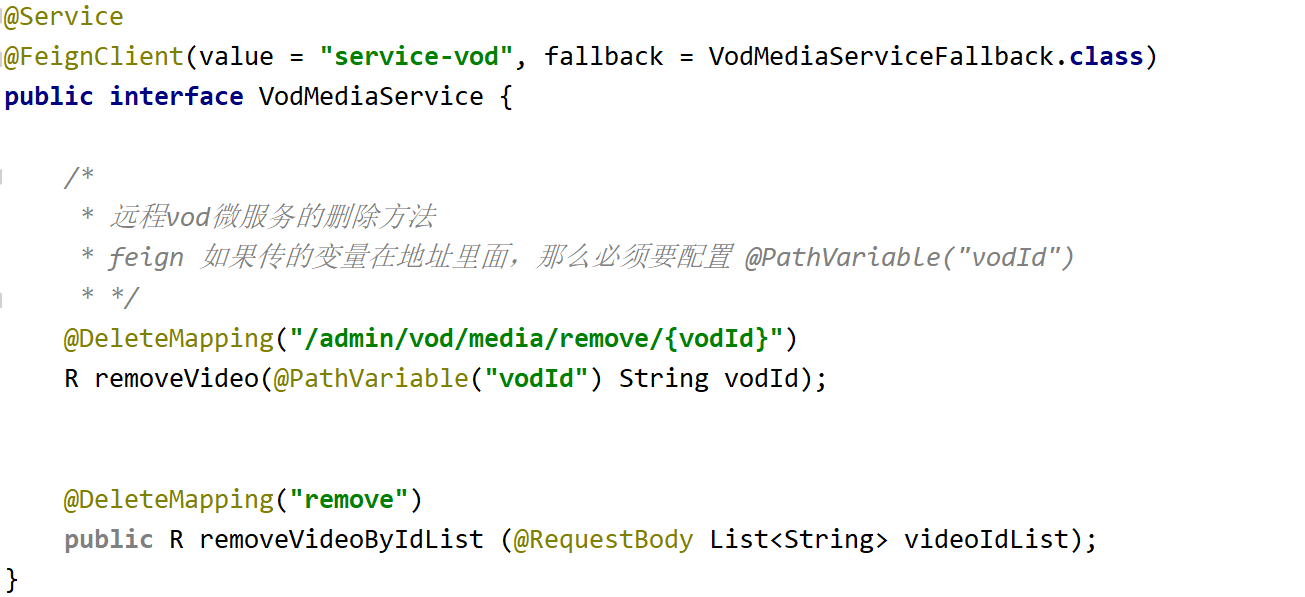 @Service
@FeignClient(value = "service-vod", fallback = VodMediaServiceFallback.class)
public interface VodMediaService {
/*
* 远程vod微服务的删除方法
* feign 如果传的变量在地址里面，那么必须要配置 @PathVariable("vodId")
* */
@DeleteMapping("/admin/vod/media/remove/{vodId}")
R removeVideo(@PathVariable("vodId") String vodId);
@DeleteMapping("remove")
public R removeVideoByIdList (@RequestBody List<String> videoIdList);
}